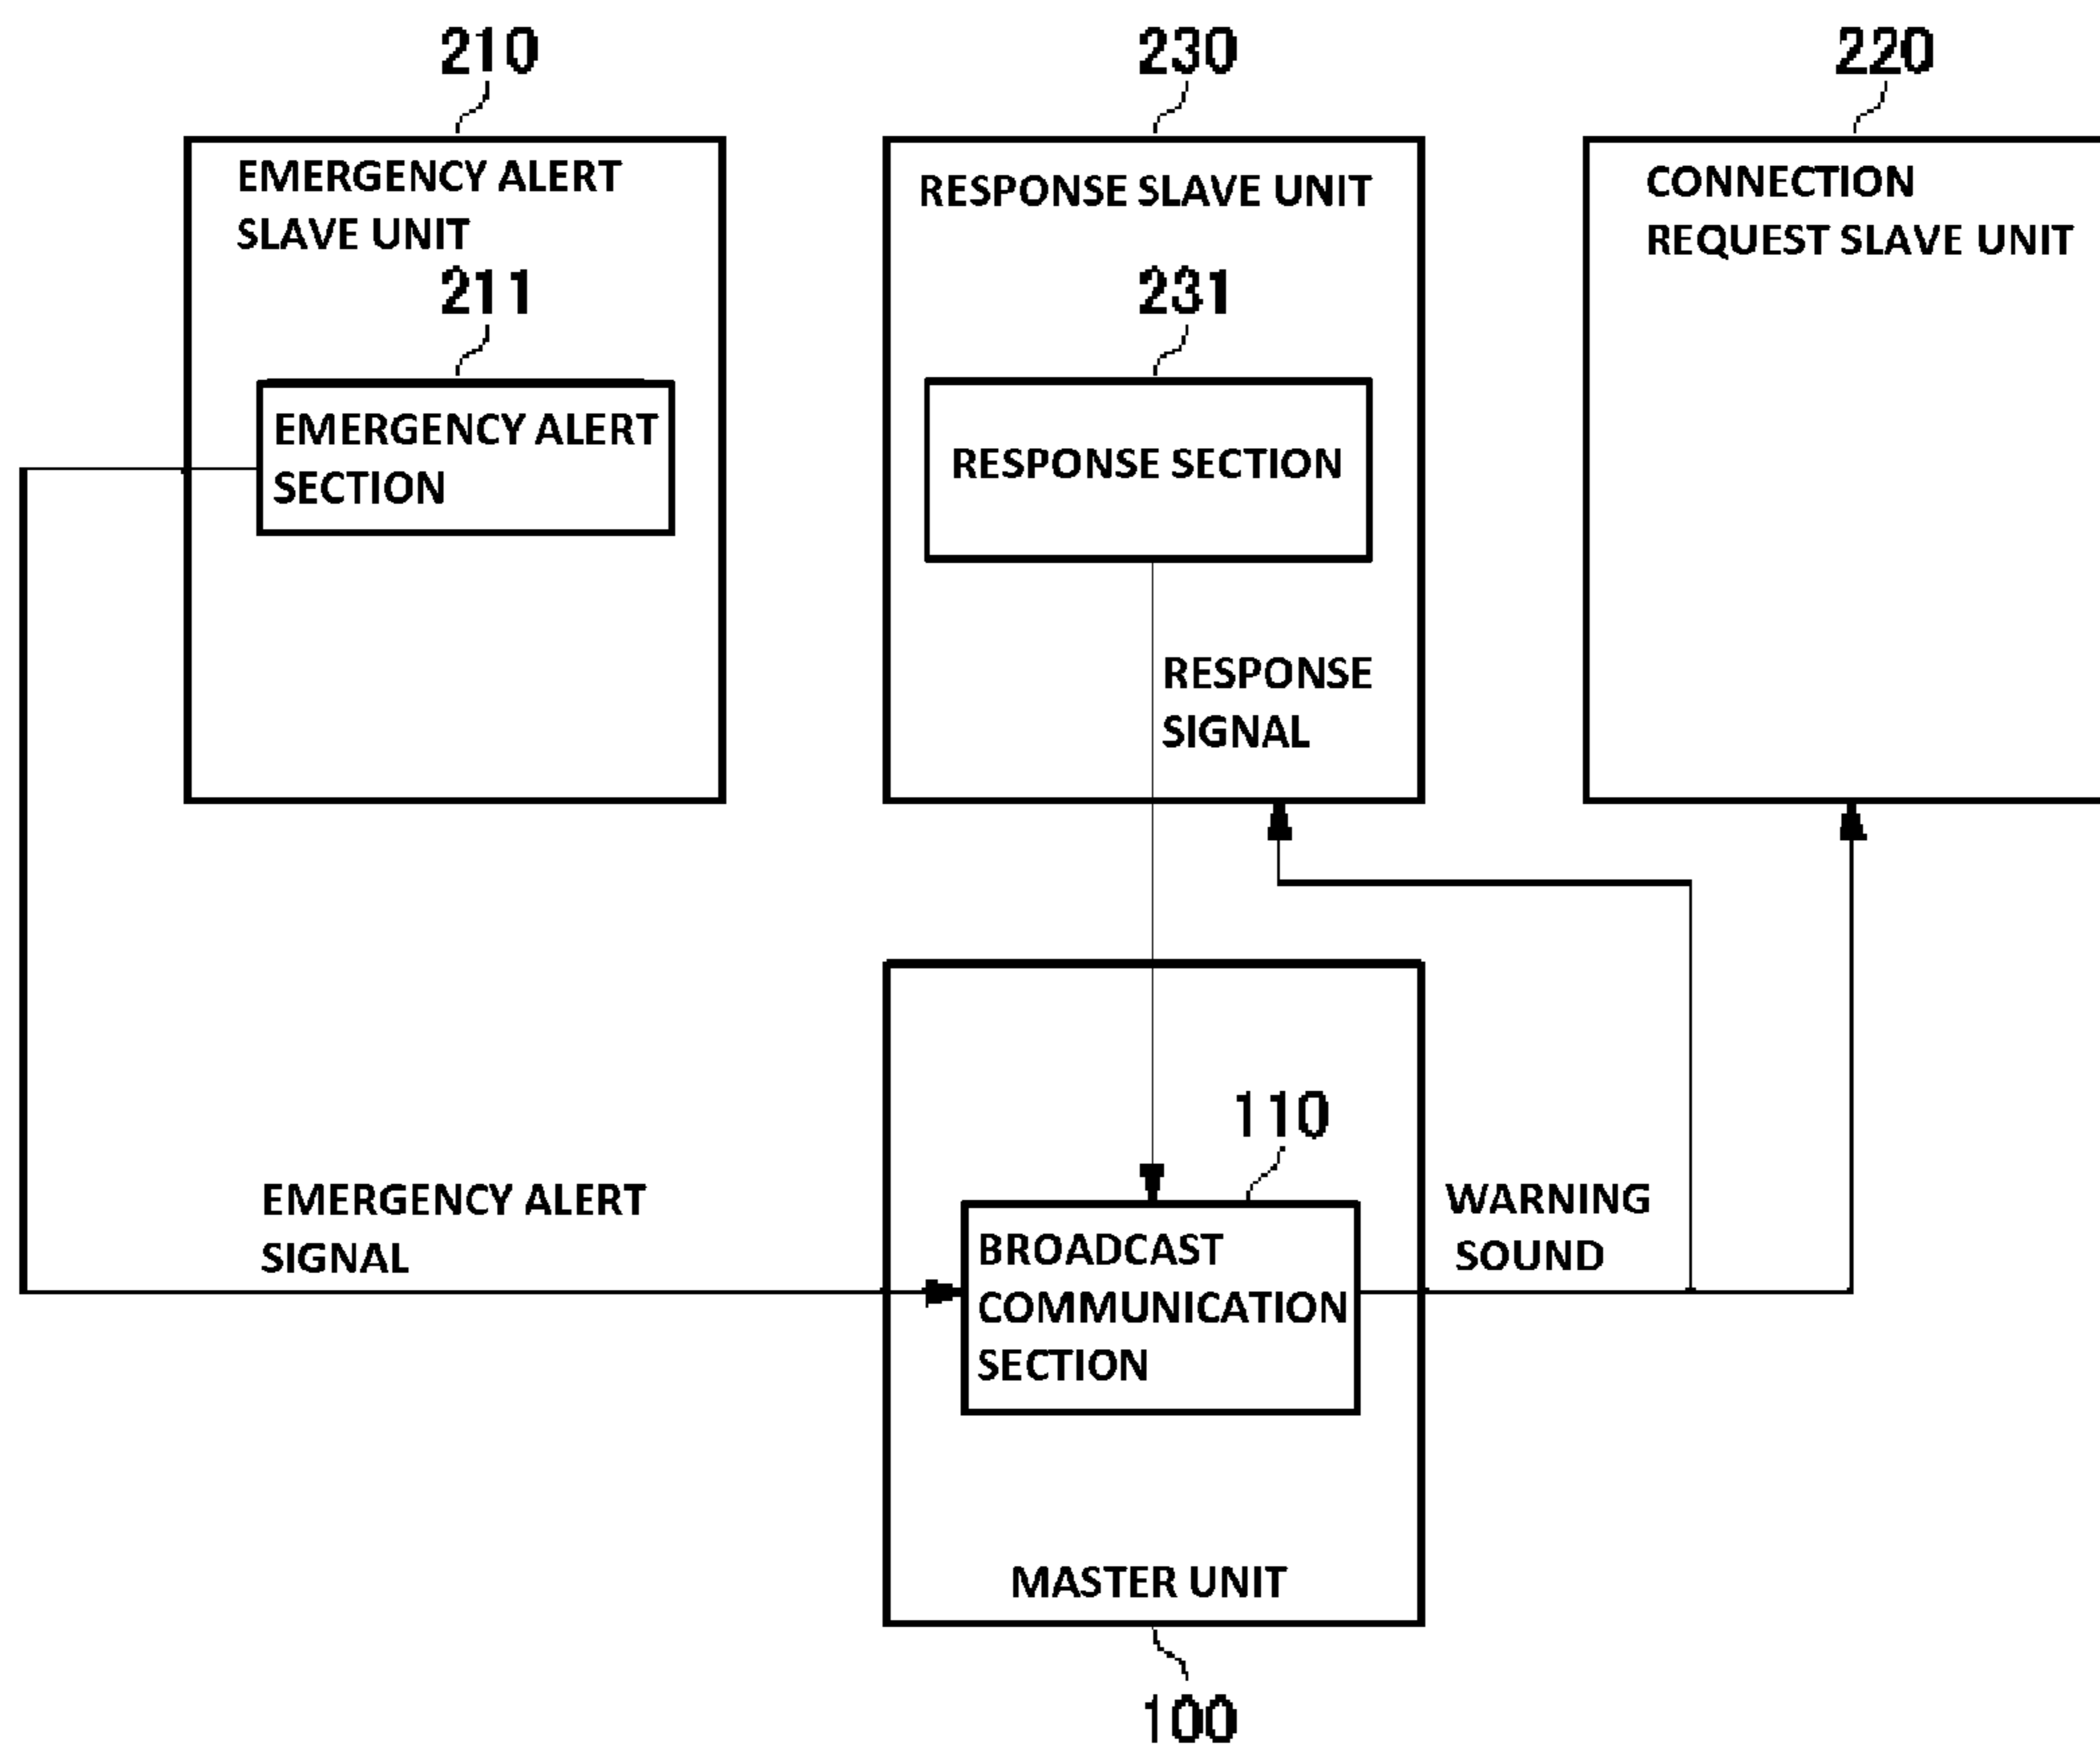 210
230
220
EMERGENCY ALERT
SLAVE UNIT
RESPONSE SLAVE UNIT
CONNECTION
REQUEST SLAVE UNIT
211
231
EMERGENCY ALERT
SECTION
RESPONSE SECTION
RESPONSE
SIGNAL
110
EMERGENCY ALERT
SIGNAL
BROADCAST
COMMUNICATION
SECTION
WARNING
SOUND
MASTER UNIT
100